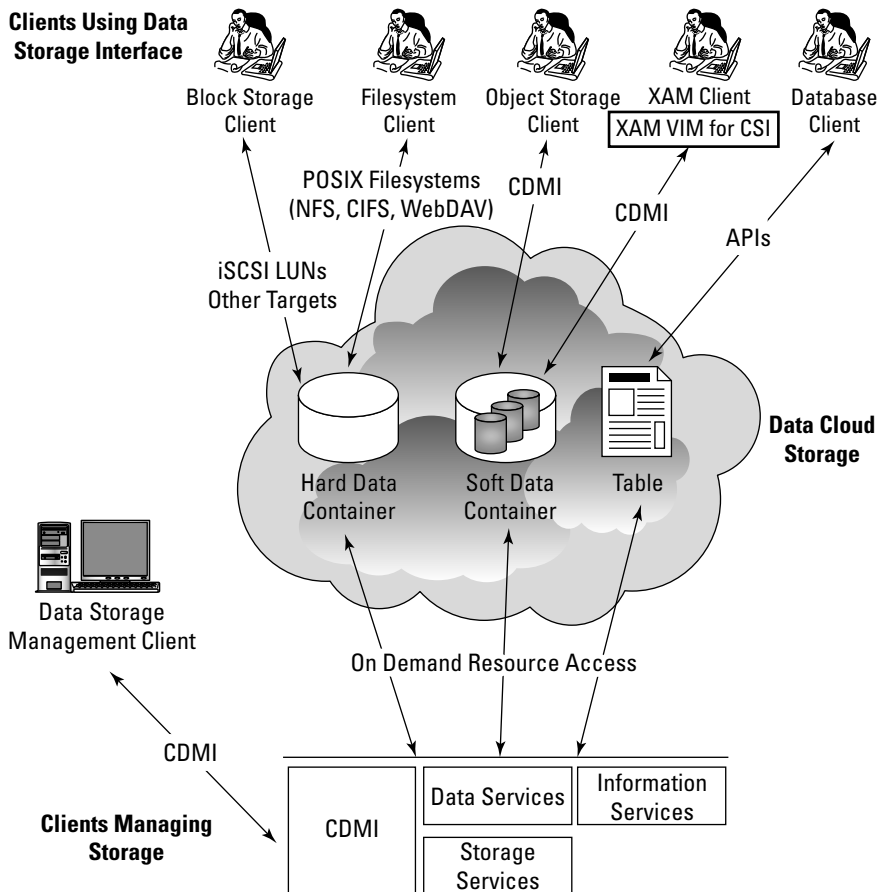 Clients Using Data
Storage Interface
Block Storage
Client
Filesystem
Client
Object Storage
Client
XAM Client
XAM VIM for CSI
Database
Client
POSIX Filesystems
(NFS, CIFS, WebDAV)
CDMI
CDMI
APIs
iSCSI LUNs
Other Targets
Hard Data
Container
Soft Data
Container
Table
Data Cloud
Storage
Data Storage
Management Client
On Demand Resource Access
CDMI
Clients Managing
Storage
CDMI
Data Services
Information
Services
Storage
Services